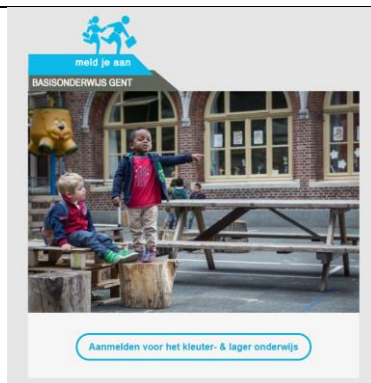 meld je aan
BASISONDERWIJS GENT
Aanmelden voor het kleuter- & lager onderwijs